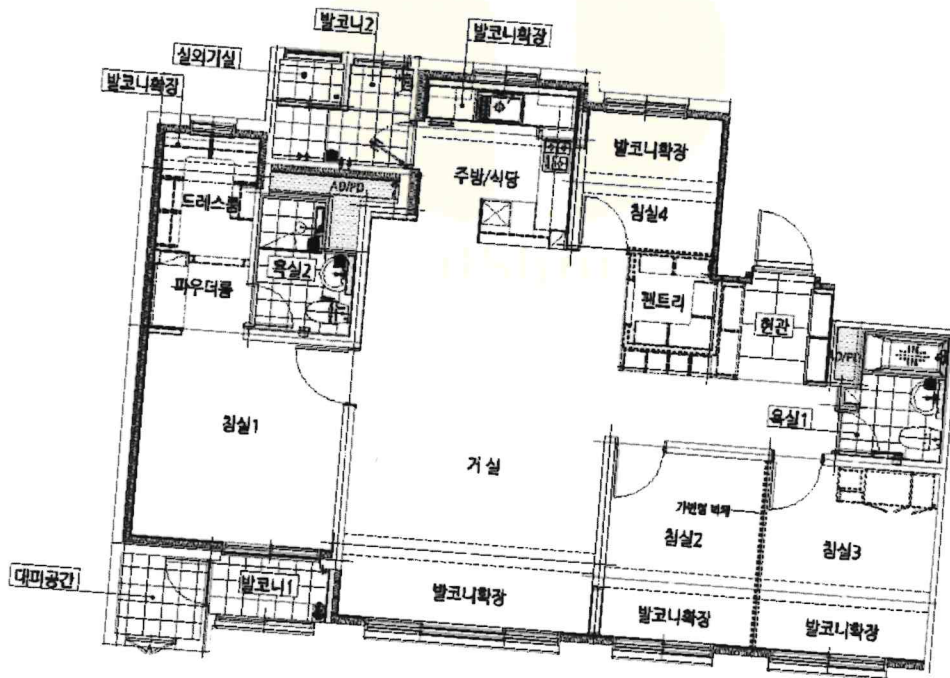 발코니2
발코니확장
실외기실
발코니확장
발코니확장
주방/식당
AD/PD
드레스룸
침실4
욕실2
파우더룸
팬트리
현관
욕실1
침실1
거 실
가변형 벽체
침실2
침실3
대피공간
발코니1
발코니확장
발코니확장
발코니확장